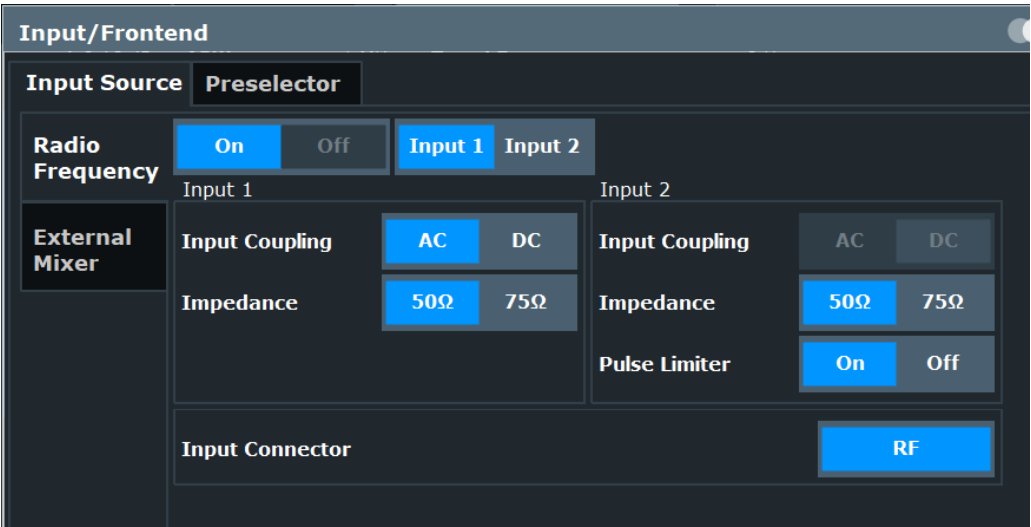 Input/Frontend
Input Source Preselector
Radio Frequency On Off Input 1 Input 2
Input 1 Input 2
External Mixer
Input Coupling AC DC Input Coupling AC DC
Impedance 50Ω 75Ω Impedance 50Ω 75Ω
Pulse Limiter On Off
Input Connector RF